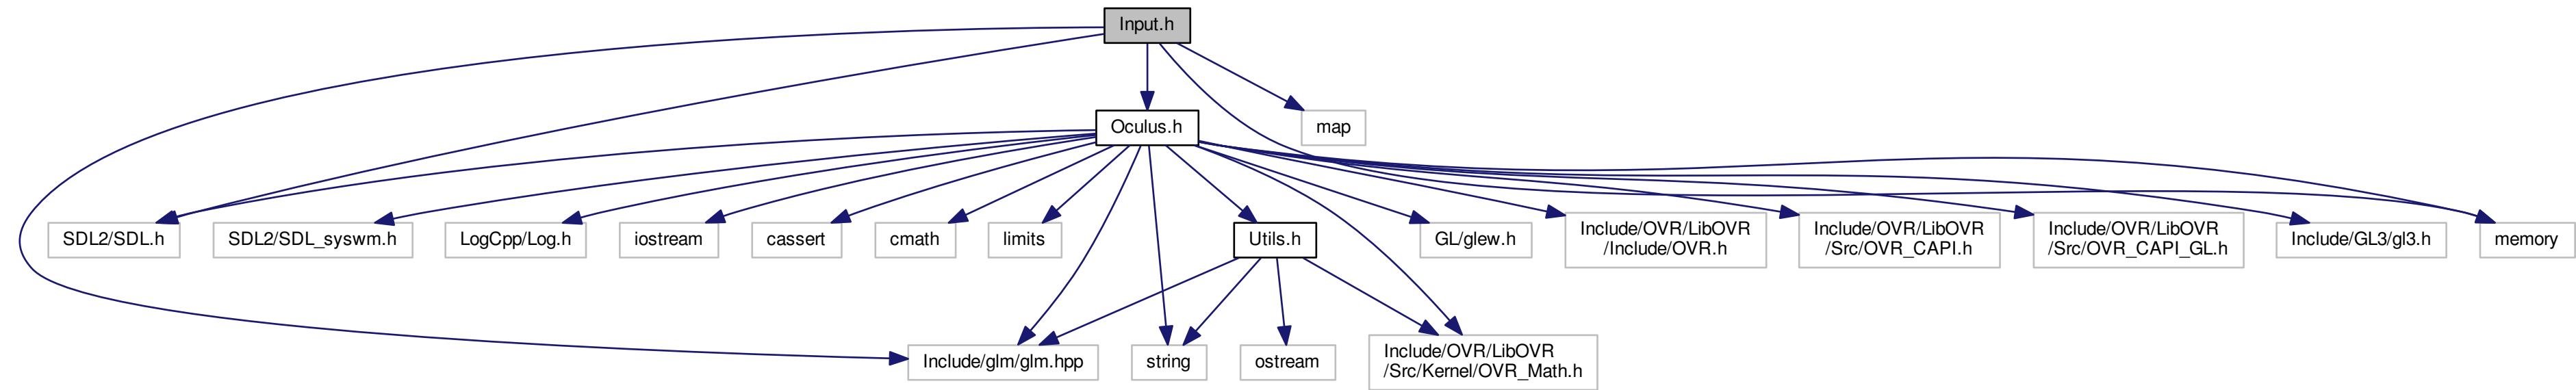 Input.h
Oculus.h
map
SDL2/SDL.h
SDL2/SDL_syswm.h
LogCpp/Log.h
iostream
cassert
cmath
limits
Utils.h
GL/glew.h
Include/OVR/LibOVR
/Include/OVR.h
Include/OVR/LibOVR
/Src/OVR_CAPI.h
Include/OVR/LibOVR
/Src/OVR_CAPI_GL.h
Include/GL3/gl3.h
memory
Include/glm/glm.hpp
string
ostream
Include/OVR/LibOVR
/Src/Kernel/OVR_Math.h